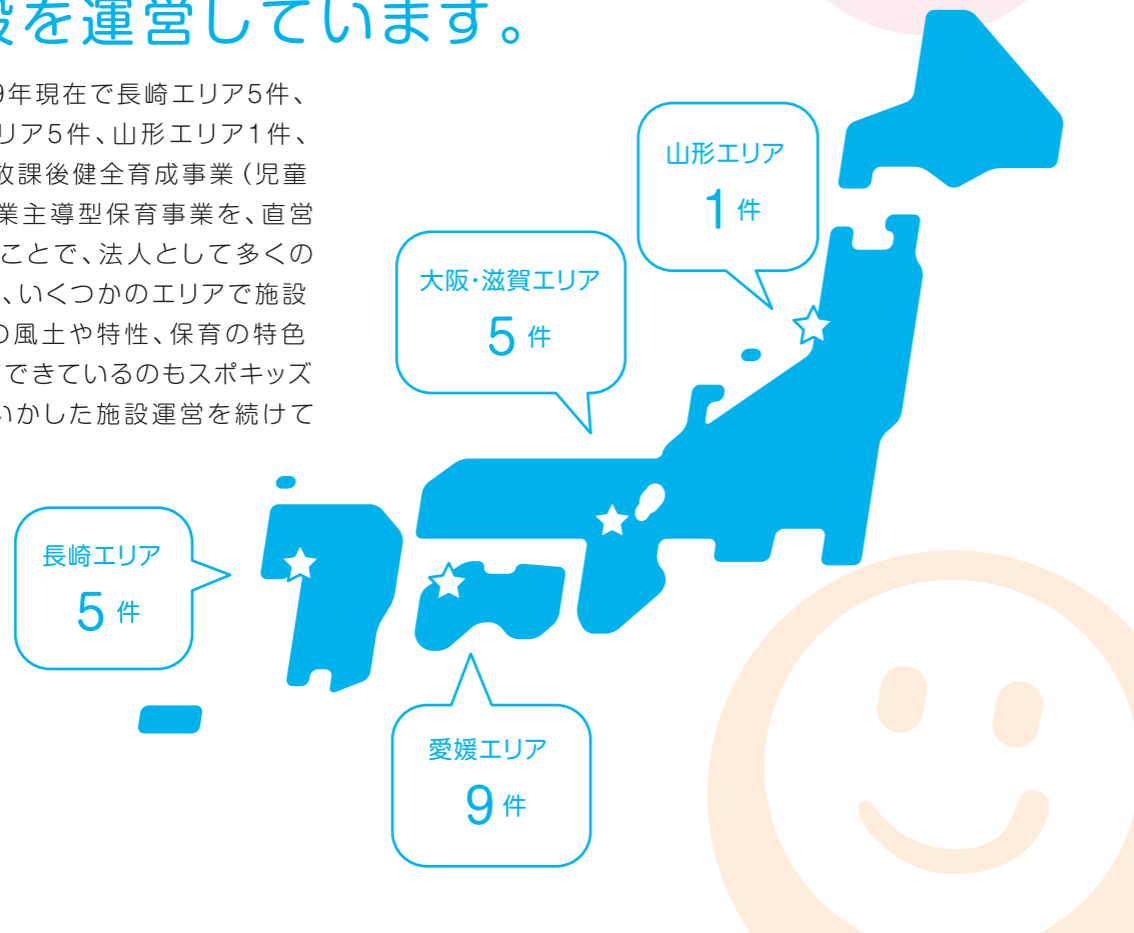 設を運営しています。
9年現在で長崎エリア5件、
リア5件、山形エリア1件、
放課後健全育成事業（児童
業主導型保育事業を、直営
ことで、法人として多くの
、いくつかのエリアで施設
の風土や特性、保育の特色
できているのもスポキッズ
いかした施設運営を続けて
山形エリア
1件
大阪・滋賀エリア
5件
長崎エリア
5件
愛媛エリア
9件